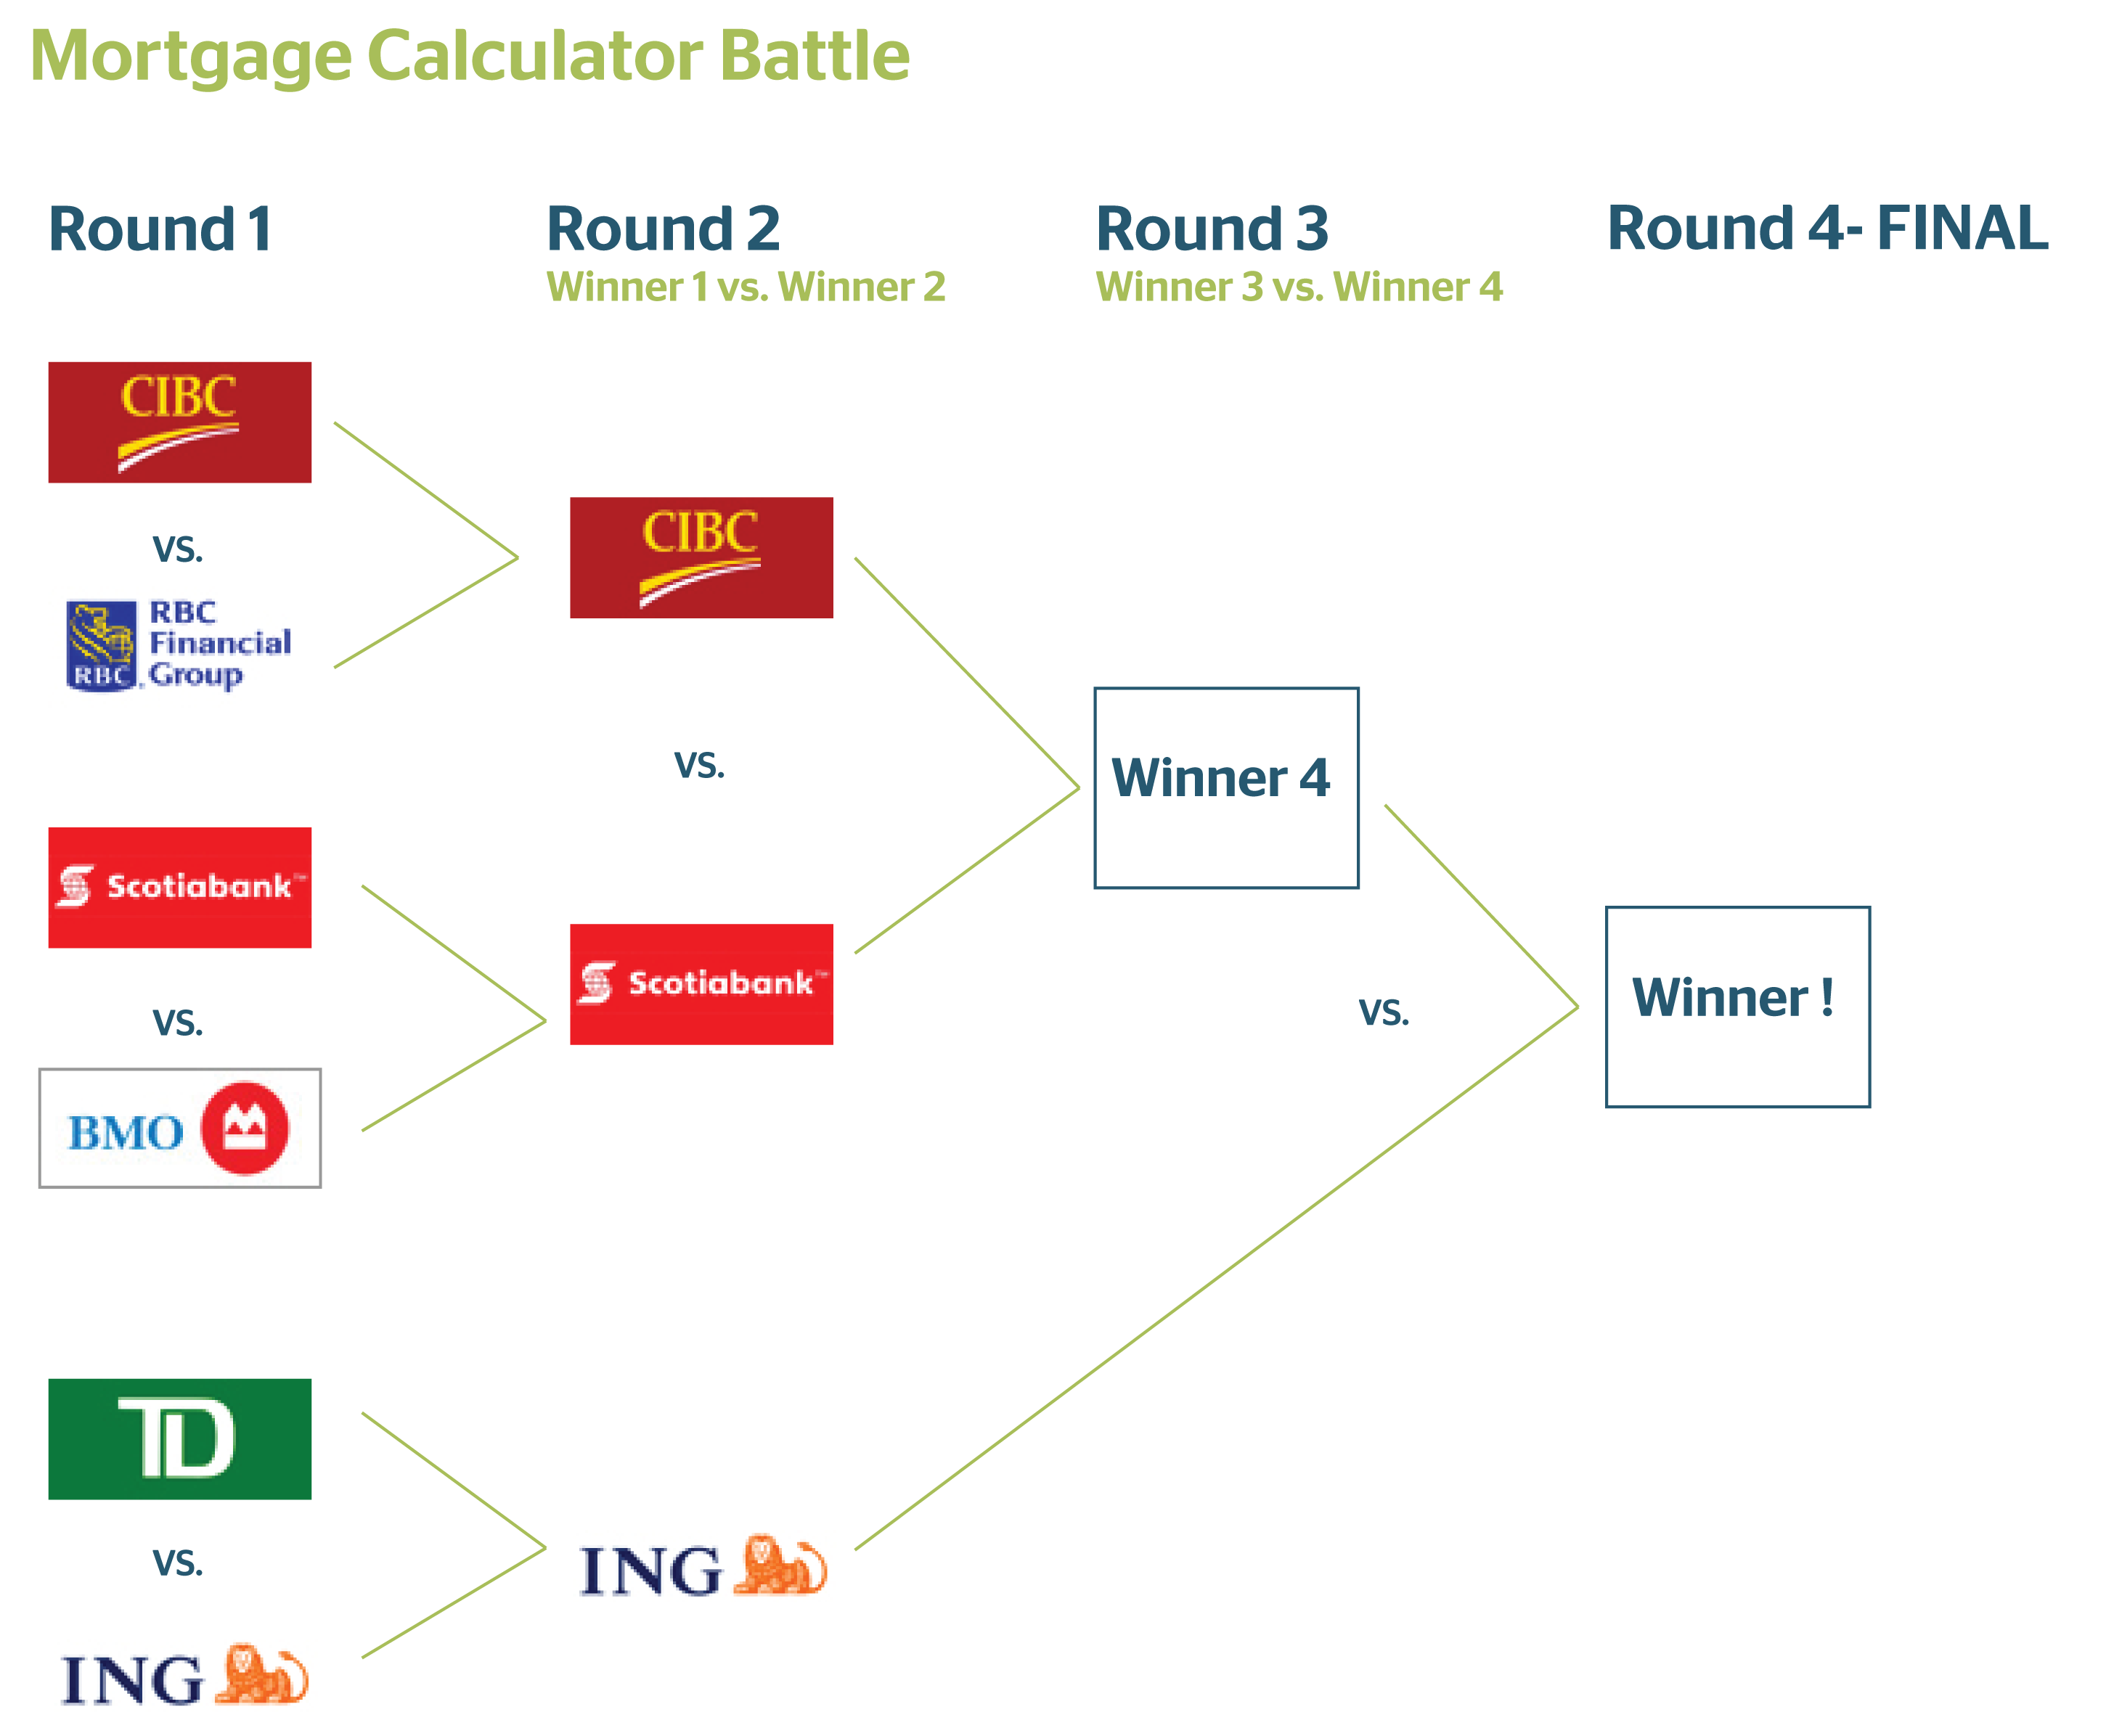 Mortgage Calculator Battle
Round 1
Round 2
Winner 1 vs. Winner 2
Round 3
Winner 3 vs. Winner 4
Round 4- FINAL
CIBC
vs.
RBC
Financial
Group
RBC
CIBC
vs.
Scotiabank™
vs.
BMO
Scotiabank™
Winner 4
vs.
Winner !
TD
vs.
ING
ING